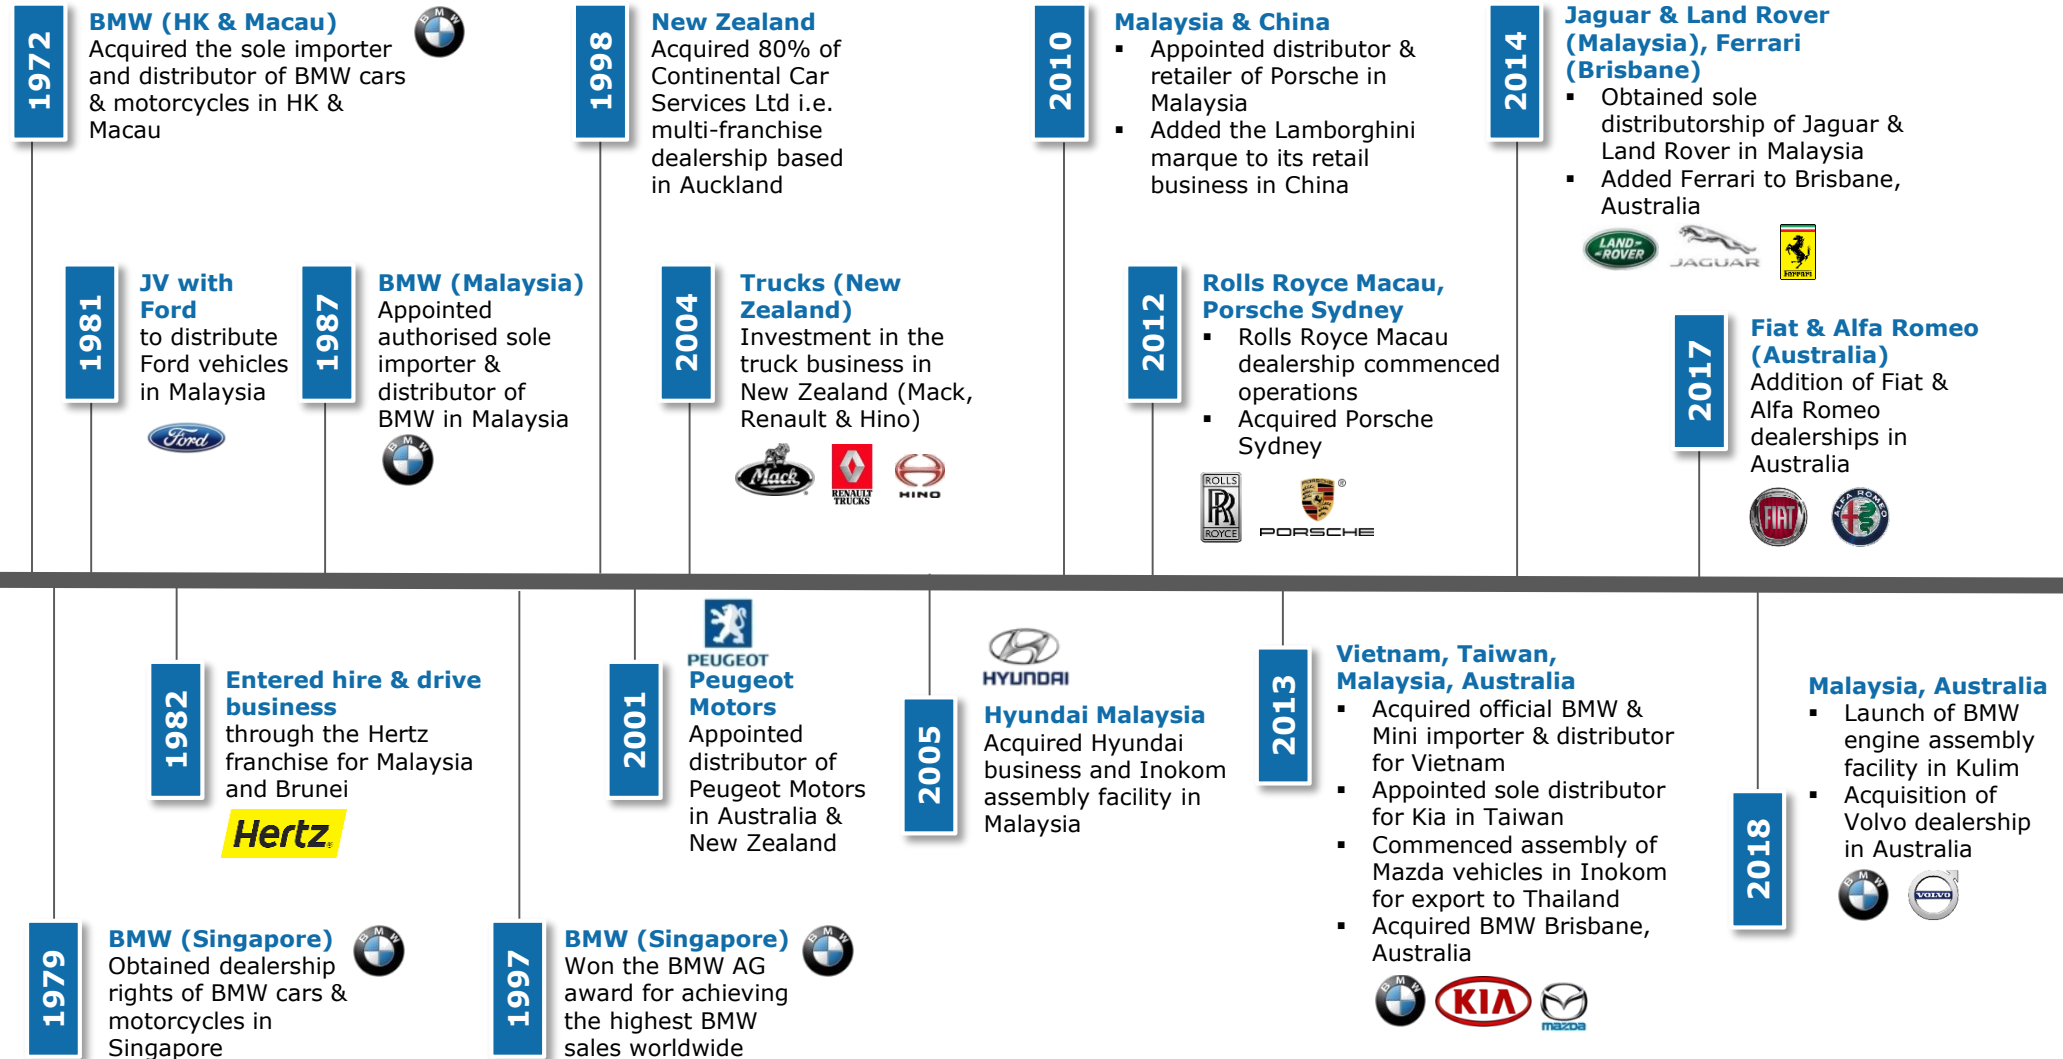 1972
BMW (HK & Macau)
Acquired the sole importer
and distributor of BMW cars
& motorcycles in HK &
Macau
BMW
1998
New Zealand
Acquired 80% of
Continental Car
Services Ltd i.e.
multi-franchise
dealership based
in Auckland
2010
Malaysia & China
▪ Appointed distributor &
retailer of Porsche in
Malaysia
▪ Added the Lamborghini
marque to its retail
business in China
2014
Jaguar & Land Rover
(Malaysia), Ferrari
(Brisbane)
▪ Obtained sole
distributorship of Jaguar &
Land Rover in Malaysia
▪ Added Ferrari to Brisbane,
Australia
LAND-
-ROVER
JAGUAR
Ferrari
1981
JV with
Ford
to distribute
Ford vehicles
in Malaysia
Ford
1987
BMW (Malaysia)
Appointed
authorised sole
importer &
distributor of
BMW in Malaysia
BMW
2004
Trucks (New
Zealand)
Investment in the
truck business in
New Zealand (Mack,
Renault & Hino)
Mack
RENAULT
TRUCKS
HINO
2012
Rolls Royce Macau,
Porsche Sydney
▪ Rolls Royce Macau
dealership commenced
operations
▪ Acquired Porsche
Sydney
ROLLS
RR
ROYCE
®
PORSCHE
2017
Fiat & Alfa Romeo
(Australia)
Addition of Fiat &
Alfa Romeo
dealerships in
Australia
FIAT
ALFA ROMEO
1982
Entered hire & drive
business
through the Hertz
franchise for Malaysia
and Brunei
Hertz
2001
PEUGEOT
Peugeot
Motors
Appointed
distributor of
Peugeot Motors
in Australia &
New Zealand
2005
HYUNDAI
Hyundai Malaysia
Acquired Hyundai
business and Inokom
assembly facility in
Malaysia
2013
Vietnam, Taiwan,
Malaysia, Australia
▪ Acquired official BMW &
Mini importer & distributor
for Vietnam
▪ Appointed sole distributor
for Kia in Taiwan
▪ Commenced assembly of
Mazda vehicles in Inokom
for export to Thailand
▪ Acquired BMW Brisbane,
Australia
BMW
KIA
mazda
2018
Malaysia, Australia
▪ Launch of BMW
engine assembly
facility in Kulim
▪ Acquisition of
Volvo dealership
in Australia
BMW
VOLVO
1979
BMW (Singapore)
Obtained dealership
rights of BMW cars &
motorcycles in
Singapore
BMW
1997
BMW (Singapore)
Won the BMW AG
award for achieving
the highest BMW
sales worldwide
BMW